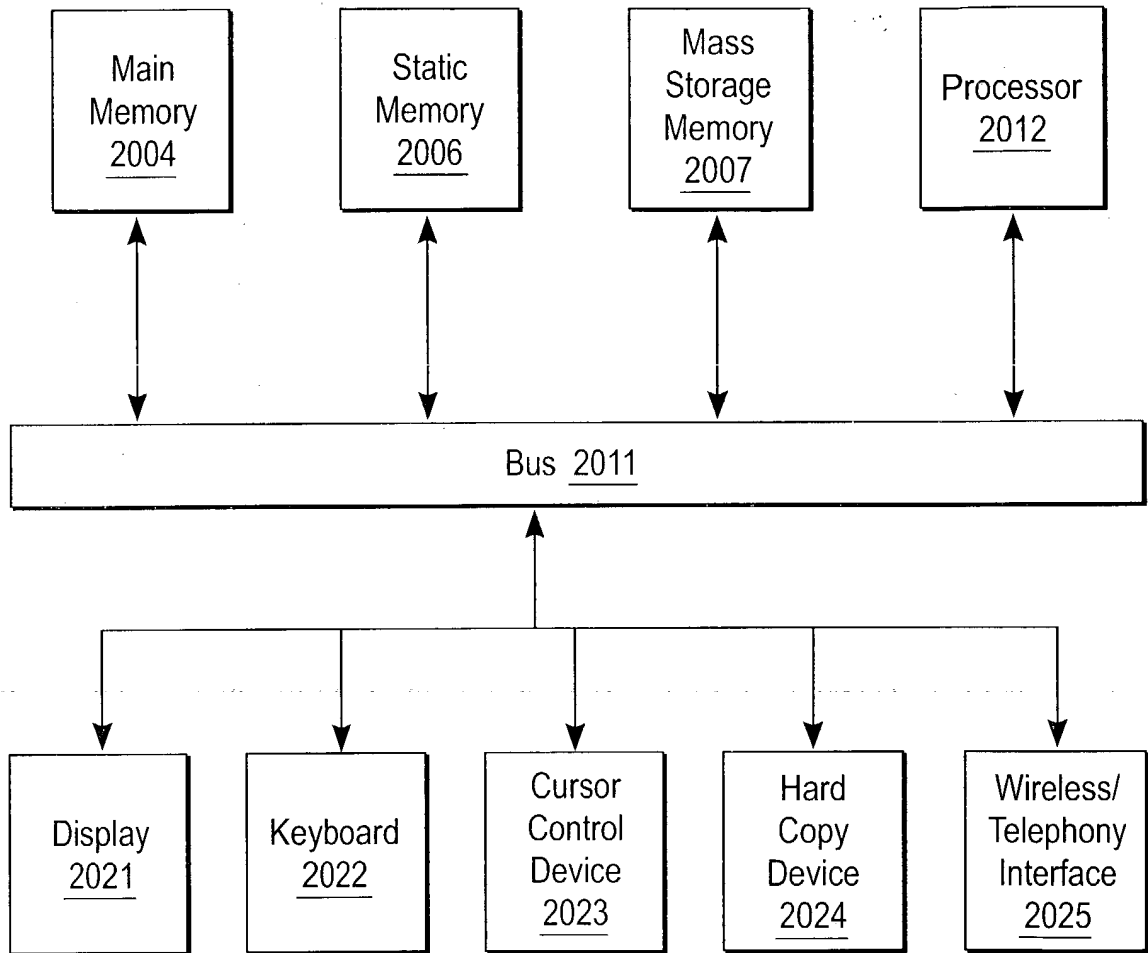 Main
Memory
2004
Static
Memory
2006
Mass
Storage
Memory
2007
Processor
2012
Bus 2011
Display
2021
Keyboard
2022
Cursor
Control
Device
2023
Hard
Copy
Device
2024
Wireless/
Telephony
Interface
2025